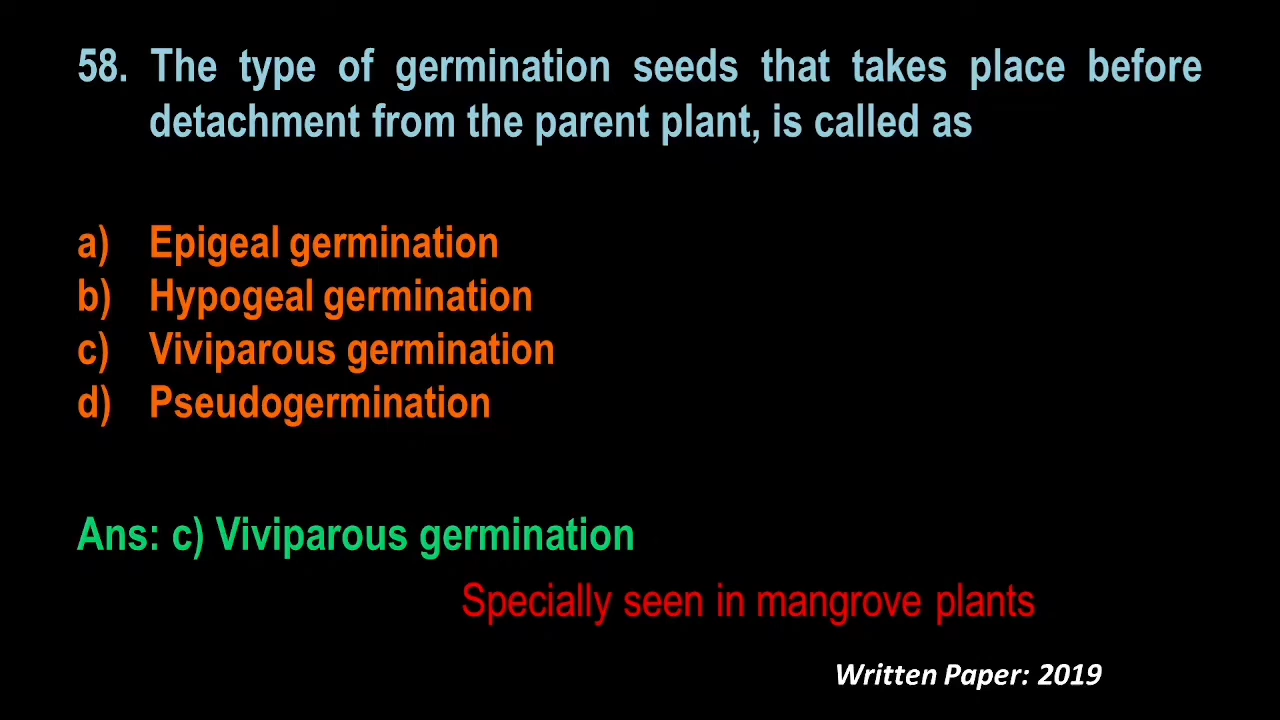 58. The type of germination seeds that takes place before
detachment from the parent plant, is called as
a) Epigeal germination
b) Hypogeal germination
c) Viviparous germination
d) Pseudogermination
Ans: c) Viviparous germination
Specially seen in mangrove plants
Written Paper: 2019